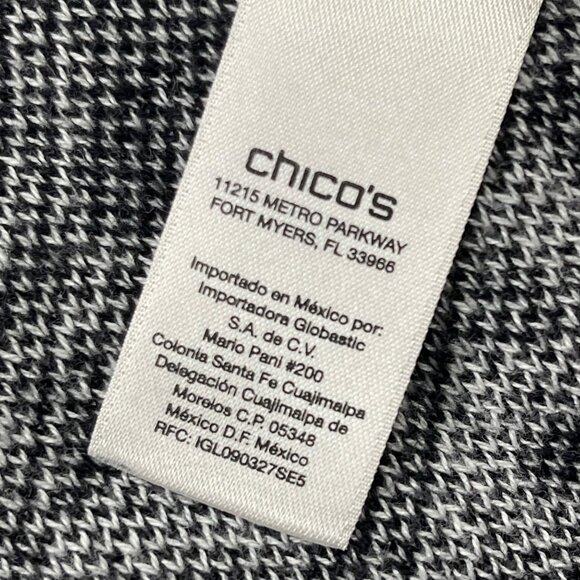 chico's
11215 METRO PARKWAY
FORT MYERS, FL 33966
Importado en México por:
Importadora Globastic
S.A. de C.V.
Mario Pani #200
Colonia Santa Fe Cuajimalpa
Delegación Cuajimalpa de
Morelos C.P. 05348
México D.F. México
RFC: IGL090327SE5